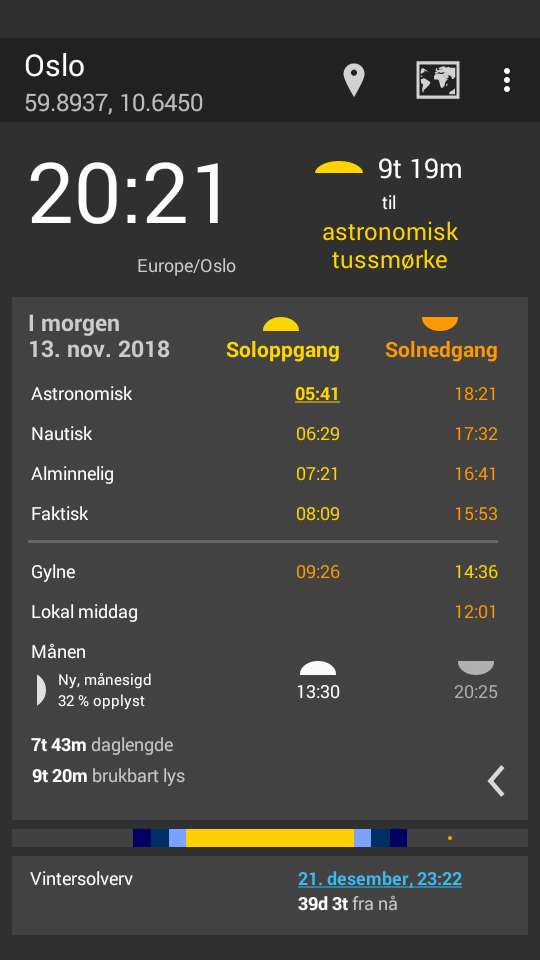 Oslo
59.8937, 10.6450
20:21
Europe/Oslo
9t 19m
til
astronomisk
tussmørke
I morgen
13. nov. 2018
Soloppgang Solnedgang
Astronomisk 05:41 18:21
Nautisk 06:29 17:32
Alminnelig 07:21 16:41
Faktisk 08:09 15:53
Gylne 09:26 14:36
Lokal middag 12:01
Månen
Ny, månesigd
32 % opplyst
13:30 20:25
7t 43m daglengde
9t 20m brukbart lys
Vintersolverv 21. desember, 23:22
39d 3t fra nå